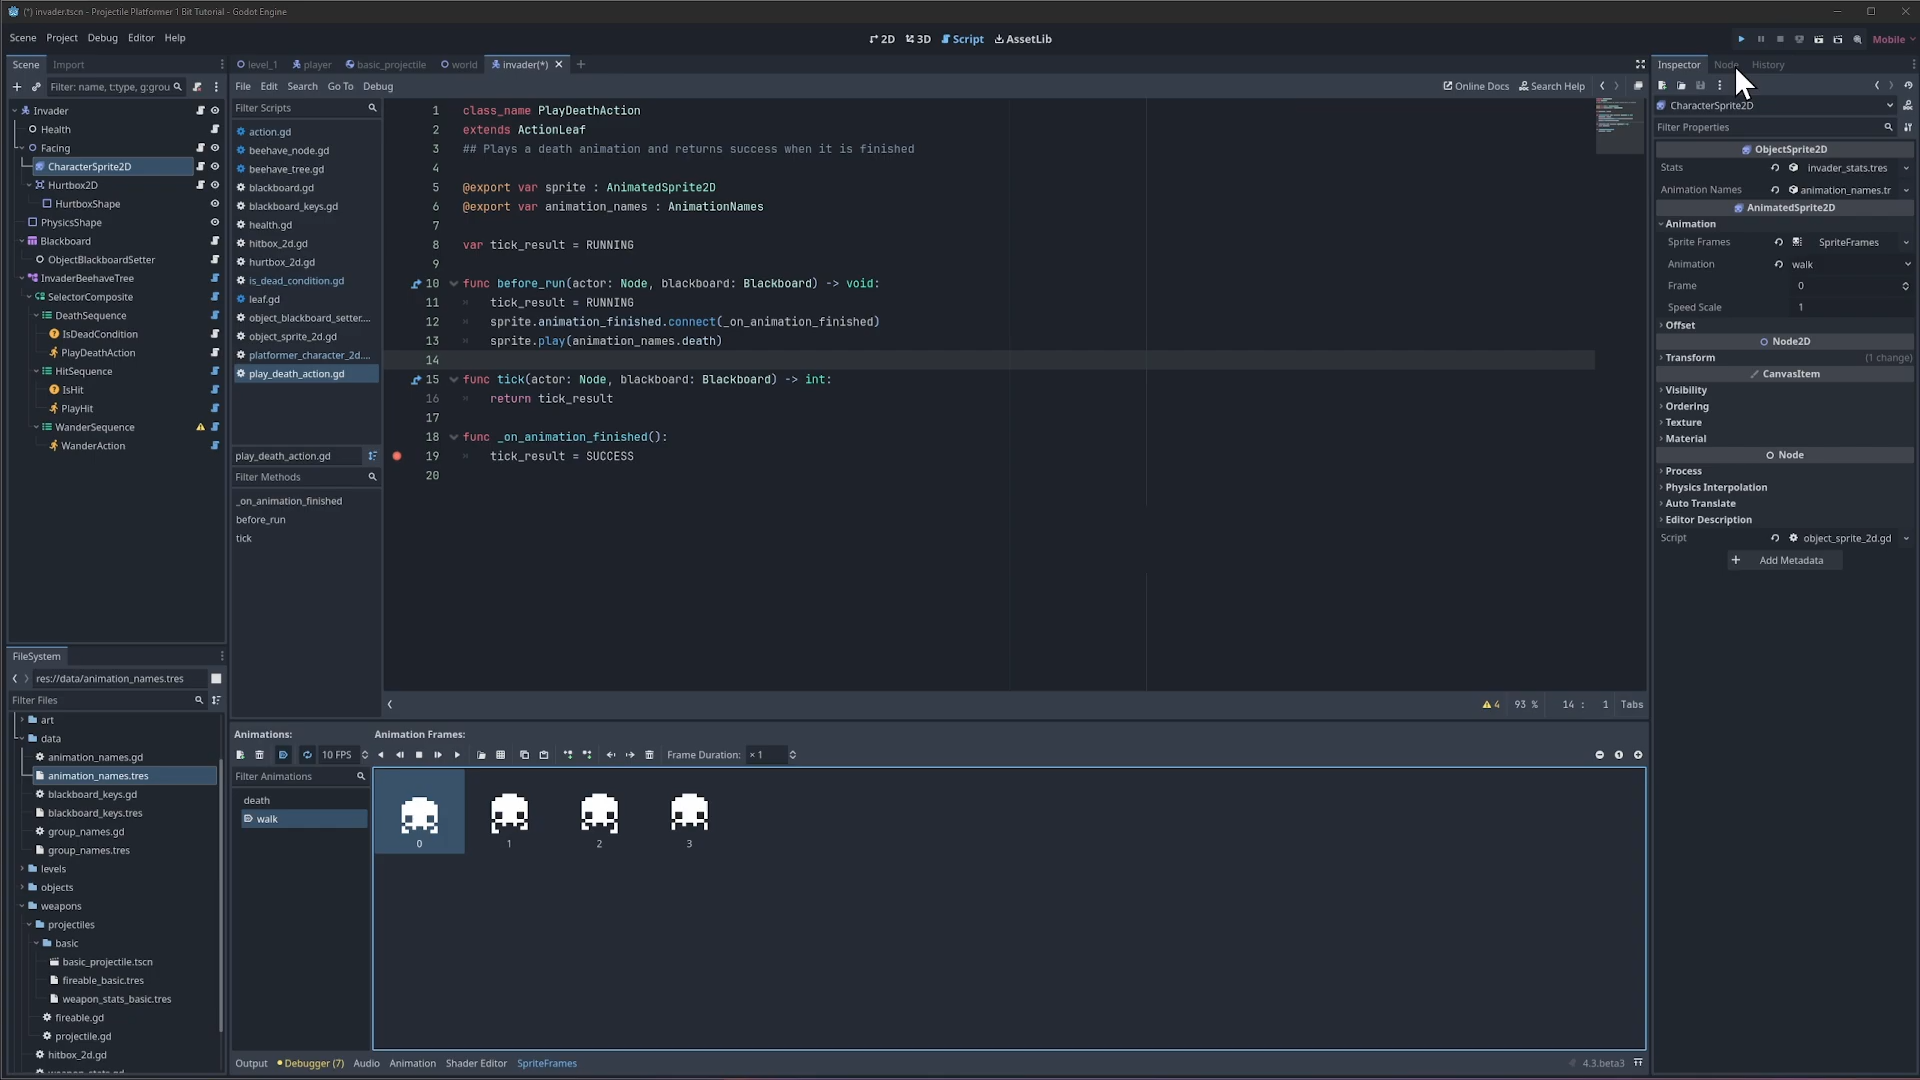 (*) invader.tscn - Projectile Platformer 1 Bit Tutorial - Godot Engine
Scene Project Debug Editor Help
2D 3D Script AssetLib
Mobile
Scene Import
level_1 player basic_projectile world invader(*)
Inspector Node History
Filter: name, t:type, g:grou
Invader
Health
Facing
CharacterSprite2D
Hurtbox2D
HurtboxShape
PhysicsShape
Blackboard
ObjectBlackboardSetter
InvaderBeehaveTree
SelectorComposite
DeathSequence
IsDeadCondition
PlayDeathAction
HitSequence
IsHit
PlayHit
WanderSequence
WanderAction
File Edit Search Go To Debug
Online Docs Search Help
Filter Scripts
action.gd
beehave_node.gd
beehave_tree.gd
blackboard.gd
blackboard_keys.gd
health.gd
hitbox_2d.gd
hurtbox_2d.gd
is_dead_condition.gd
leaf.gd
object_blackboard_setter....
object_sprite_2d.gd
platformer_character_2d....
play_death_action.gd
play_death_action.gd
Filter Methods
_on_animation_finished
before_run
tick
1 class_name PlayDeathAction
2 extends ActionLeaf
3 ## Plays a death animation and returns success when it is finished
4
5 @export var sprite : AnimatedSprite2D
6 @export var animation_names : AnimationNames
7
8 var tick_result = RUNNING
9
10 func before_run(actor: Node, blackboard: Blackboard) -> void:
11 tick_result = RUNNING
12 sprite.animation_finished.connect(_on_animation_finished)
13 sprite.play(animation_names.death)
14
15 func tick(actor: Node, blackboard: Blackboard) -> int:
16 return tick_result
17
18 func _on_animation_finished():
19 tick_result = SUCCESS
20
4 93 % 14 : 1 Tabs
CharacterSprite2D
Filter Properties
ObjectSprite2D
Stats invader_stats.tres
Animation Names animation_names.tr
AnimatedSprite2D
Animation
Sprite Frames SpriteFrames
Animation walk
Frame 0
Speed Scale 1
Offset
Node2D
Transform (1 change)
CanvasItem
Visibility
Ordering
Texture
Material
Node
Process
Physics Interpolation
Auto Translate
Editor Description
Script object_sprite_2d.gd
Add Metadata
FileSystem
res://data/animation_names.tres
Filter Files
art
data
animation_names.gd
animation_names.tres
blackboard_keys.gd
blackboard_keys.tres
group_names.gd
group_names.tres
levels
objects
weapons
projectiles
basic
basic_projectile.tscn
fireable_basic.tres
weapon_stats_basic.tres
fireable.gd
projectile.gd
hitbox_2d.gd
weapon_stats.gd
Animations: Animation Frames:
10 FPS Frame Duration: ×1
Filter Animations
death
walk
0 1 2 3
Output Debugger (7) Audio Animation Shader Editor SpriteFrames
4.3.beta3